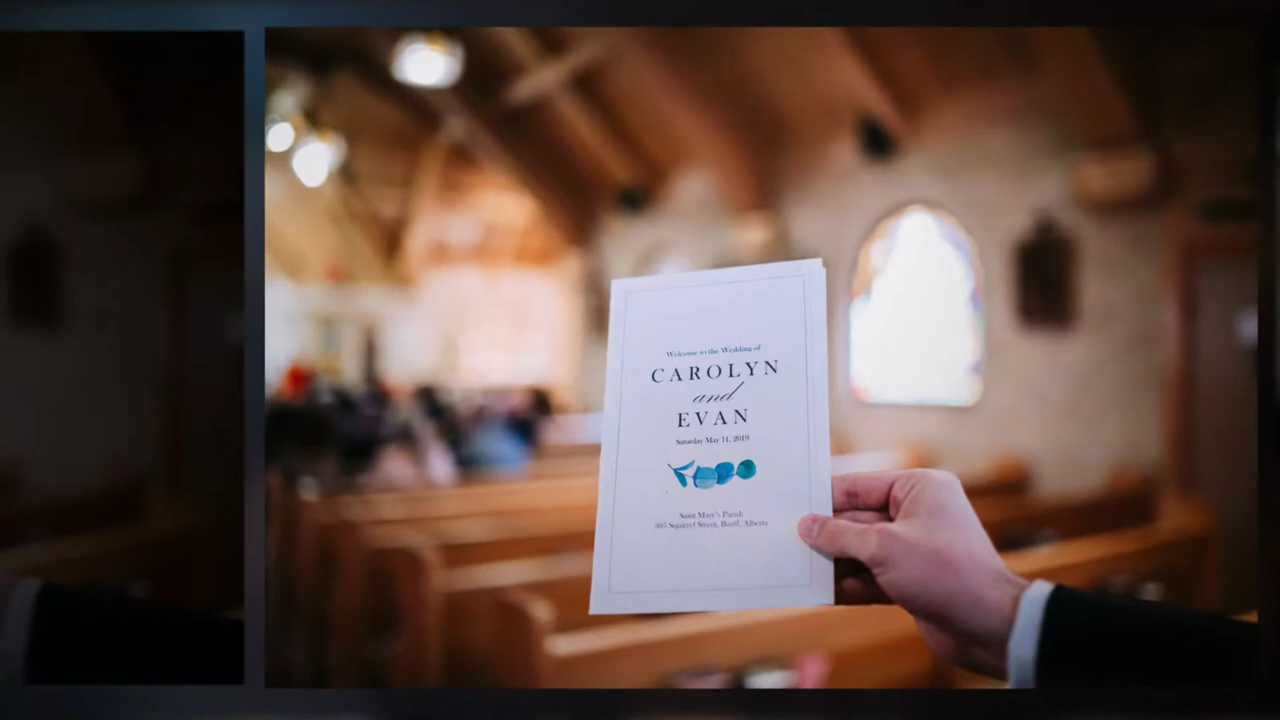 Welcome to the Wedding of
CAROLYN
and
EVAN
Saturday May 11, 2019
Saint Mary's Parish
305 Squirrel Street, Banff, Alberta